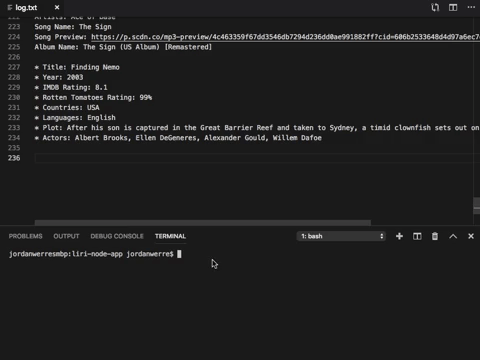 log.txt
222 Artists: Ace of Base
223 Song Name: The Sign
224 Song Preview: https://p.scdn.co/mp3-preview/4c463359f67dd3546db7294d236dd0ae991882ff?cid=606b2533648d4d97a6ec7
225 Album Name: The Sign (US Album) [Remastered]
226
227 * Title: Finding Nemo
228 * Year: 2003
229 * IMDB Rating: 8.1
230 * Rotten Tomatoes Rating: 99%
231 * Countries: USA
232 * Languages: English
233 * Plot: After his son is captured in the Great Barrier Reef and taken to Sydney, a timid clownfish sets out on
234 * Actors: Albert Brooks, Ellen DeGeneres, Alexander Gould, Willem Dafoe
235
236
PROBLEMS OUTPUT DEBUG CONSOLE TERMINAL 1: bash
jordanwerresmbp:liri-node-app jordanwerre$